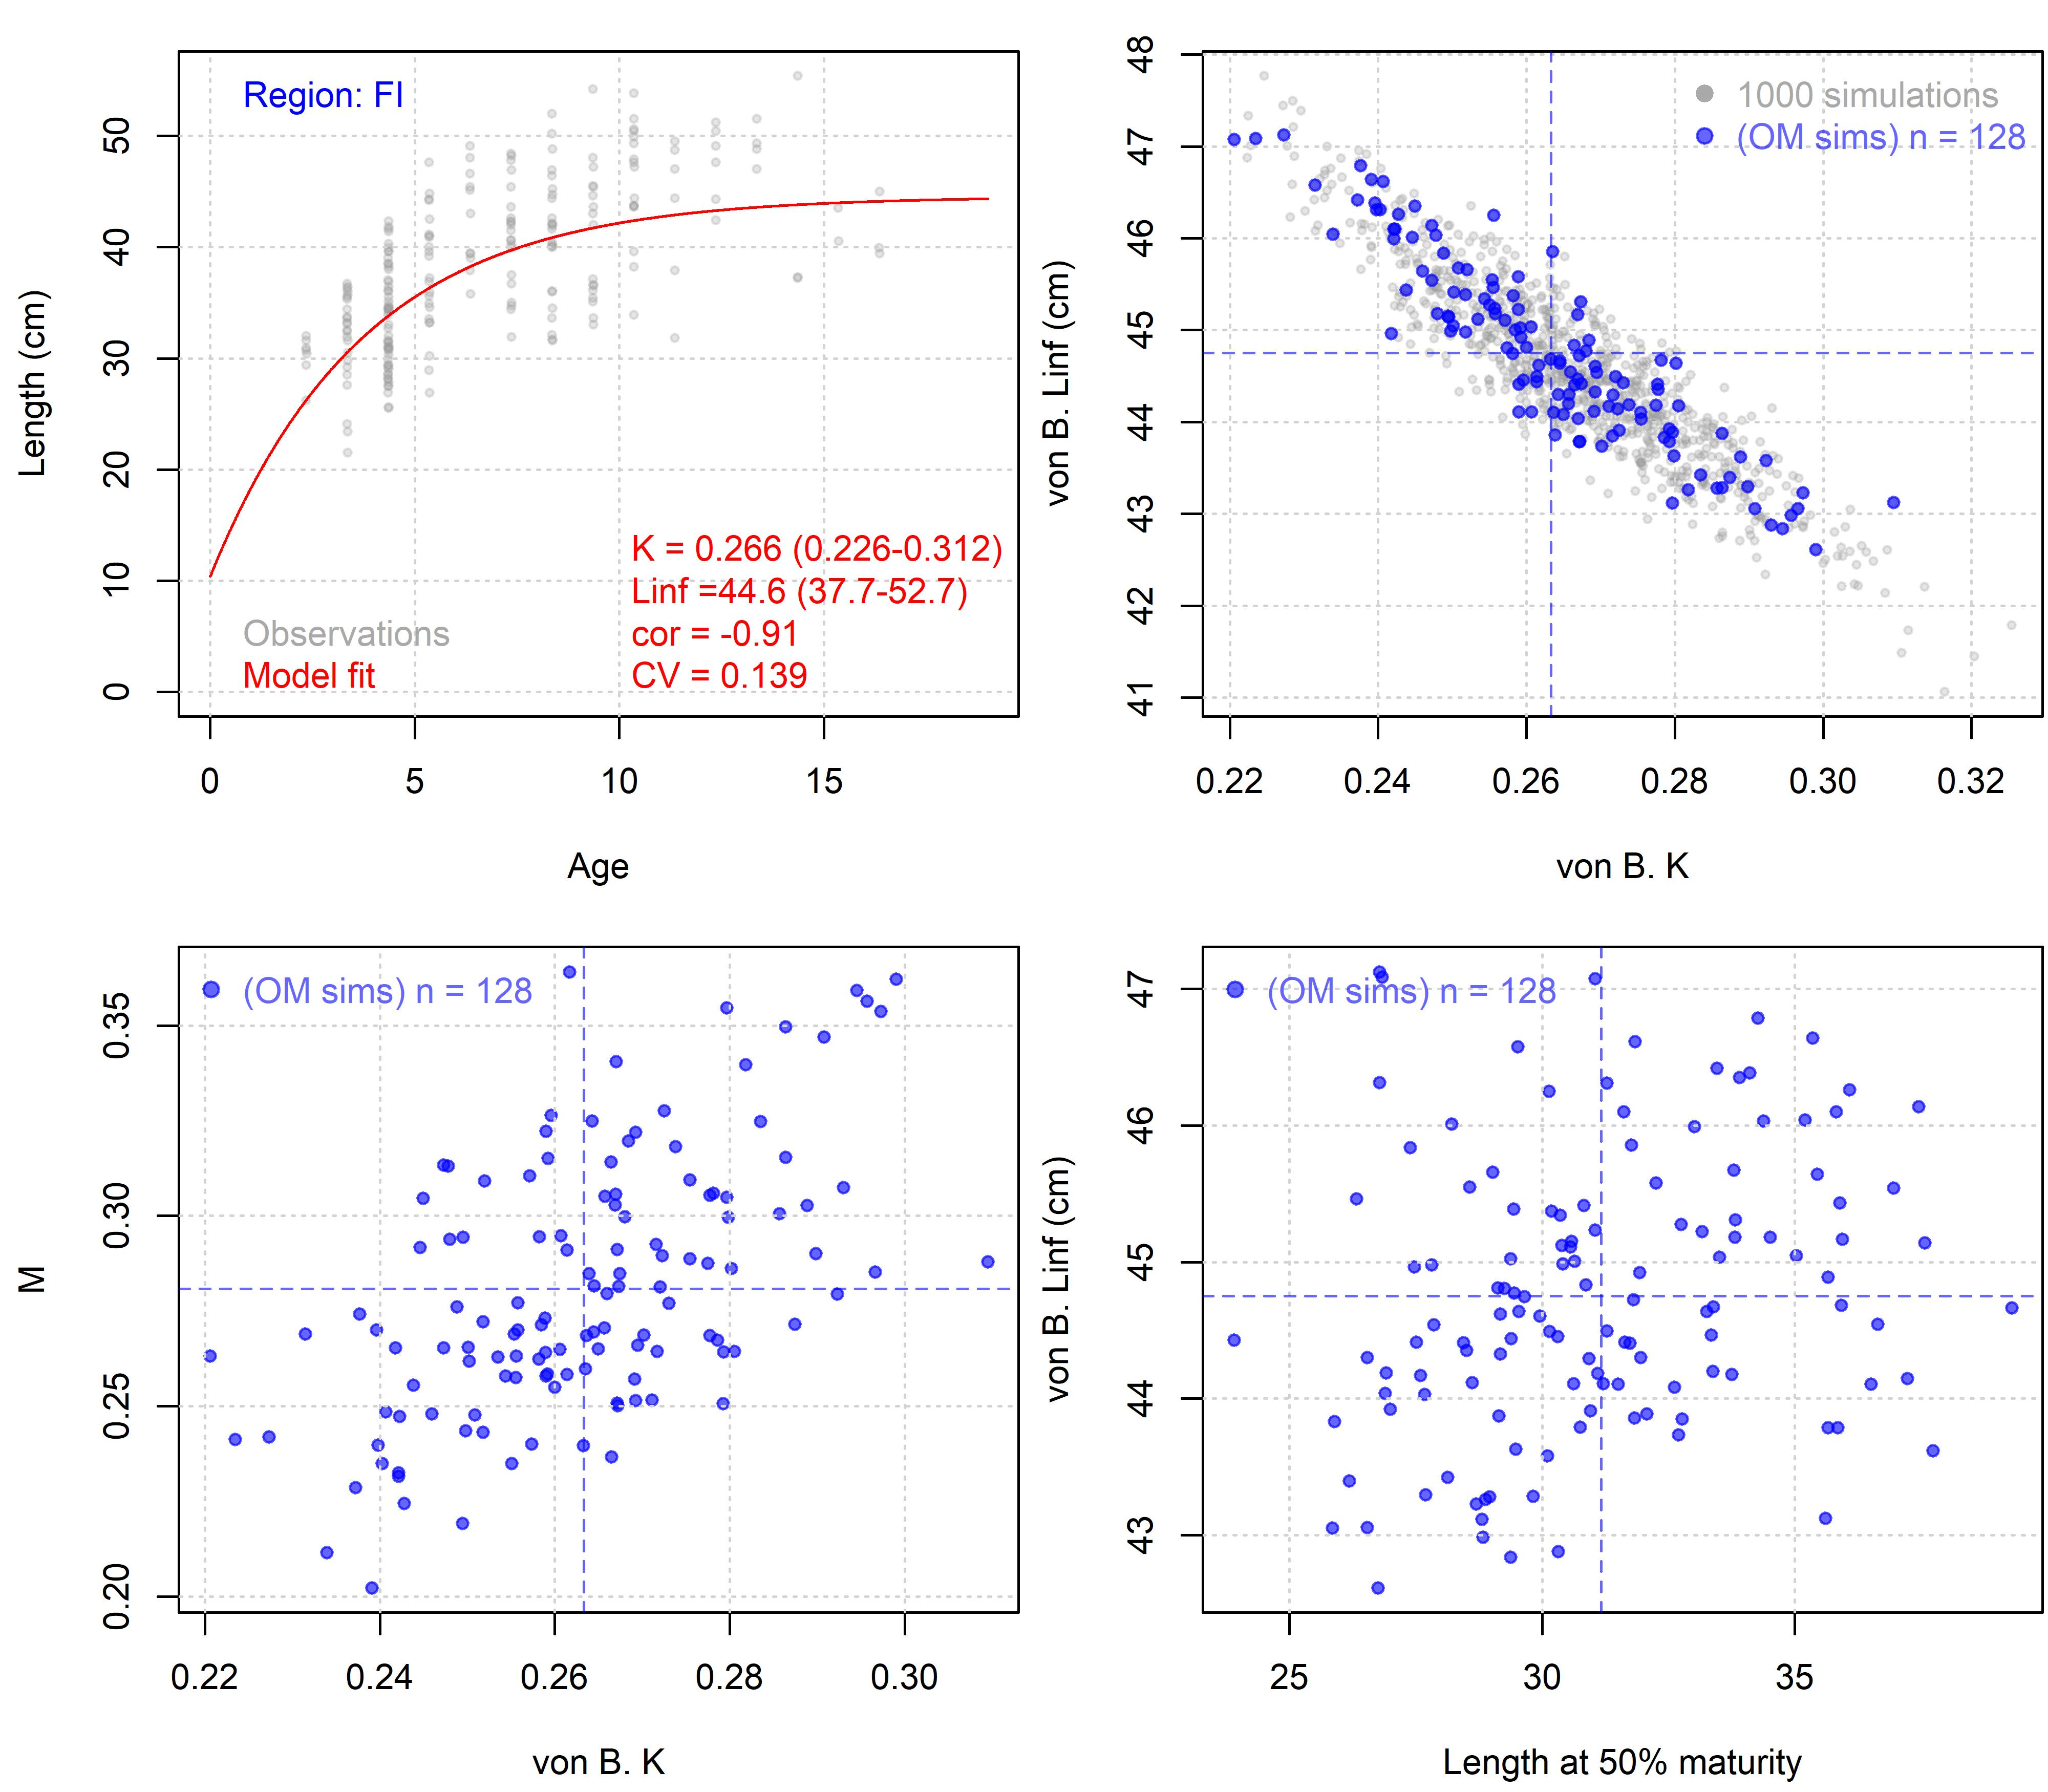 Region: FI
Length (cm)
50
40
30
20
10
0
K = 0.266 (0.226-0.312)
Linf =44.6 (37.7-52.7)
Observations
cor = -0.91
Model fit
CV = 0.139
0 5 10 15
Age
1000 simulations
(OM sims) n = 128
von B. Linf (cm)
48
47
46
45
44
43
42
41
0.22 0.24 0.26 0.28 0.30 0.32
von B. K
(OM sims) n = 128
M
0.35
0.30
0.25
0.20
0.22 0.24 0.26 0.28 0.30
von B. K
(OM sims) n = 128
von B. Linf (cm)
47
46
45
44
43
25 30 35
Length at 50% maturity